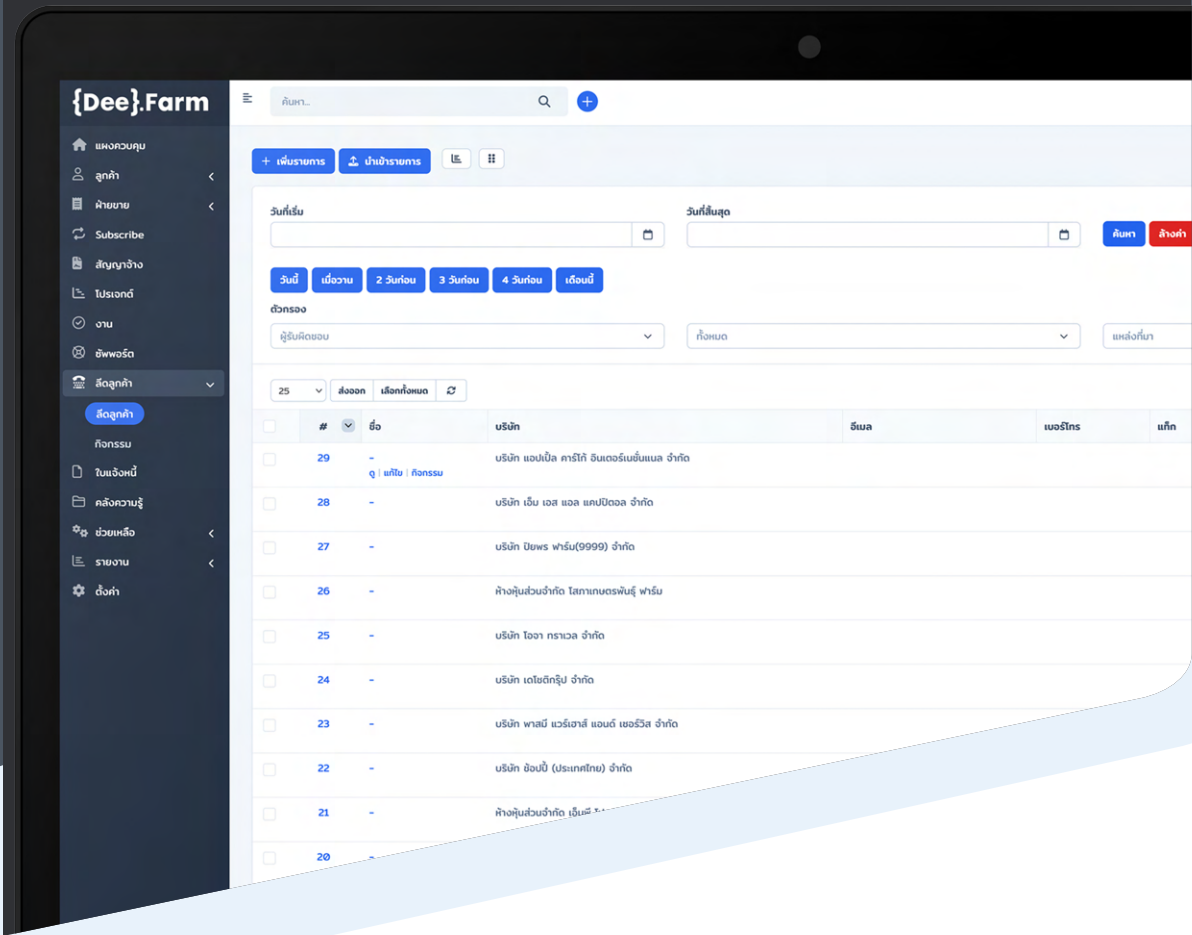 {Dee}.Farm
ค้นหา...
แผงควบคุม
ลูกค้า
ฝ่ายขาย
Subscribe
สัญญาจ้าง
โปรเจกต์
งาน
ซัพพอร์ต
ลีดลูกค้า
ลีดลูกค้า
กิจกรรม
ใบแจ้งหนี้
คลังความรู้
ช่วยเหลือ
รายงาน
ตั้งค่า
+ เพิ่มรายการ นำเข้ารายการ
วันที่เริ่ม วันที่สิ้นสุด
ค้นหา ล้างค่า
วันนี้ เมื่อวาน 2 วันก่อน 3 วันก่อน 4 วันก่อน เดือนนี้
ตัวกรอง
ผู้รับผิดชอบ ทั้งหมด แหล่งที่มา
25 ส่งออก เลือกทั้งหมด
# ชื่อ บริษัท อีเมล เบอร์โทร แท็ก
29 - บริษัท แอปเปิ้ล คาร์โก้ อินเตอร์เนชั่นแนล จำกัด
ดู | แก้ไข | กิจกรรม
28 - บริษัท เอ็ม เอส แอล แคปปิตอล จำกัด
27 - บริษัท ปิยพร ฟาร์ม(9999) จำกัด
26 - ห้างหุ้นส่วนจำกัด โสภาเกษตรพันธุ์ ฟาร์ม
25 - บริษัท โออา ทราเวล จำกัด
24 - บริษัท เดโชติกรุ๊ป จำกัด
23 - บริษัท พาสมี แวร์เฮาส์ แอนด์ เซอร์วิส จำกัด
22 - บริษัท ช้อปปี้ (ประเทศไทย) จำกัด
21 - ห้างหุ้นส่วนจำกัด
20 -